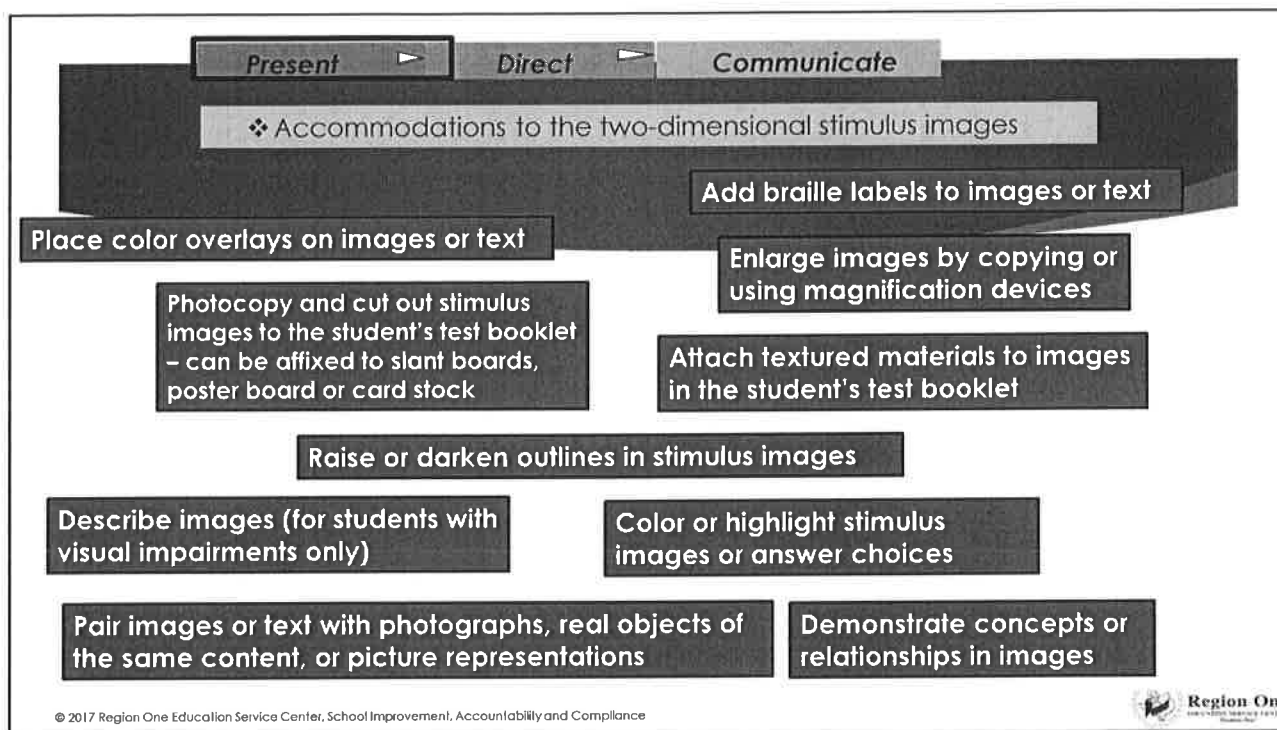 Present
Direct
Communicate
❖ Accommodations to the two-dimensional stimulus images
Add braille labels to images or text
Place color overlays on images or text
Enlarge images by copying or
using magnification devices
Photocopy and cut out stimulus
images to the student's test booklet
– can be affixed to slant boards,
poster board or card stock
Attach textured materials to images
in the student's test booklet
Raise or darken outlines in stimulus images
Describe images (for students with
visual impairments only)
Color or highlight stimulus
images or answer choices
Pair images or text with photographs, real objects of
the same content, or picture representations
Demonstrate concepts or
relationships in images
© 2017 Region One Education Service Center, School Improvement, Accountability and Compliance
Region On